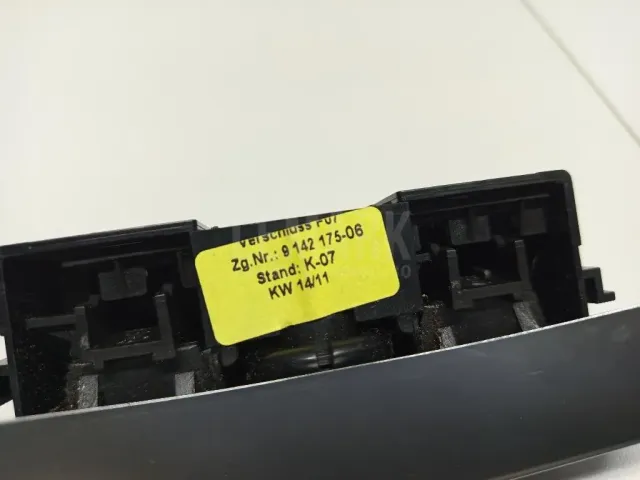 Verschluss F07
Zg.Nr.: 9 142 175-06
Stand: K-07
KW 14/11